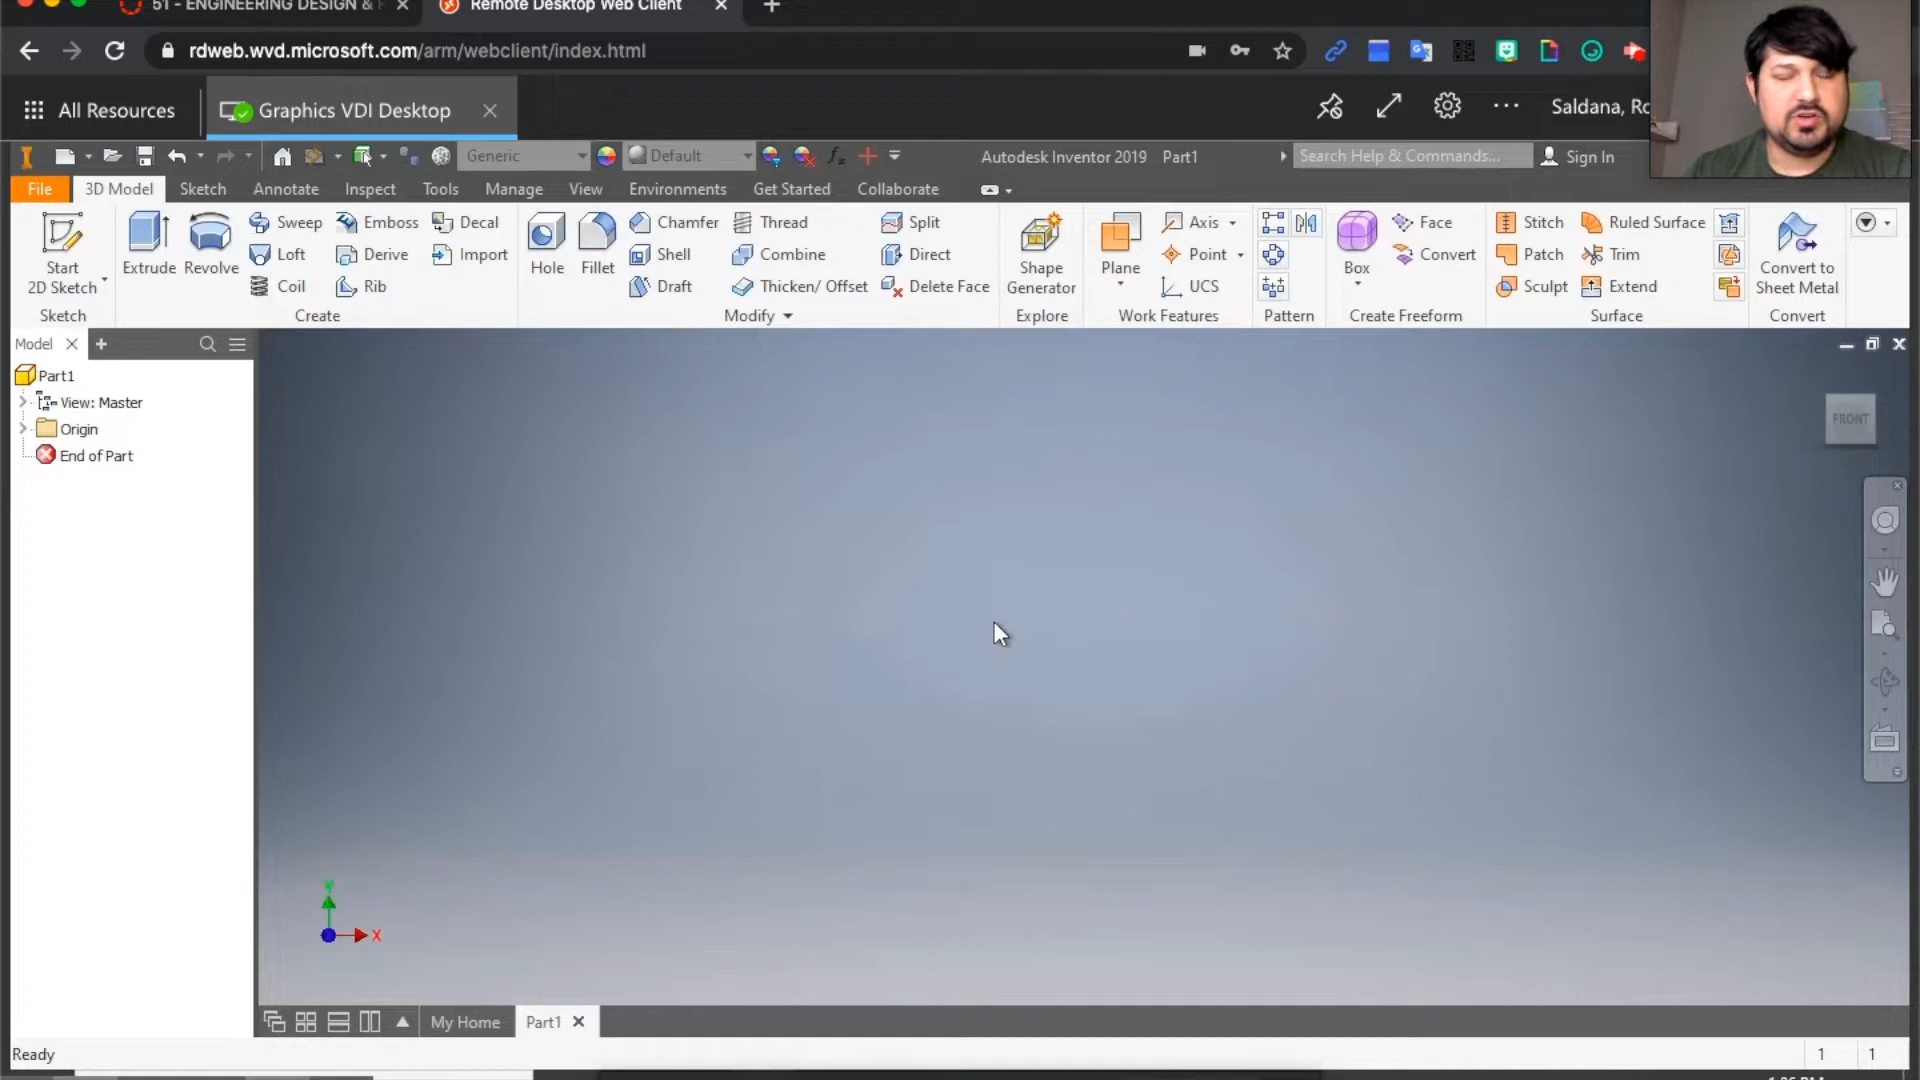 51 - ENGINEERING DESIGN &
Remote Desktop Web Client
rdweb.wvd.microsoft.com/arm/webclient/index.html
All Resources
Graphics VDI Desktop
Saldana, Ro
Generic
Default
Autodesk Inventor 2019 Part1
Search Help & Commands...
Sign In
File 3D Model Sketch Annotate Inspect Tools Manage View Environments Get Started Collaborate
Start
2D Sketch
Extrude
Revolve
Sweep
Loft
Coil
Emboss
Derive
Rib
Decal
Import
Hole
Fillet
Chamfer
Shell
Draft
Thread
Combine
Thicken/ Offset
Split
Direct
Delete Face
Shape
Generator
Plane
Axis
Point
UCS
Box
Face
Convert
Stitch
Patch
Sculpt
Ruled Surface
Trim
Extend
Convert to
Sheet Metal
Sketch Create Modify Explore Work Features Pattern Create Freeform Surface Convert
Model
Part1
View: Master
Origin
End of Part
FRONT
Y
X
My Home
Part1
Ready
1 1